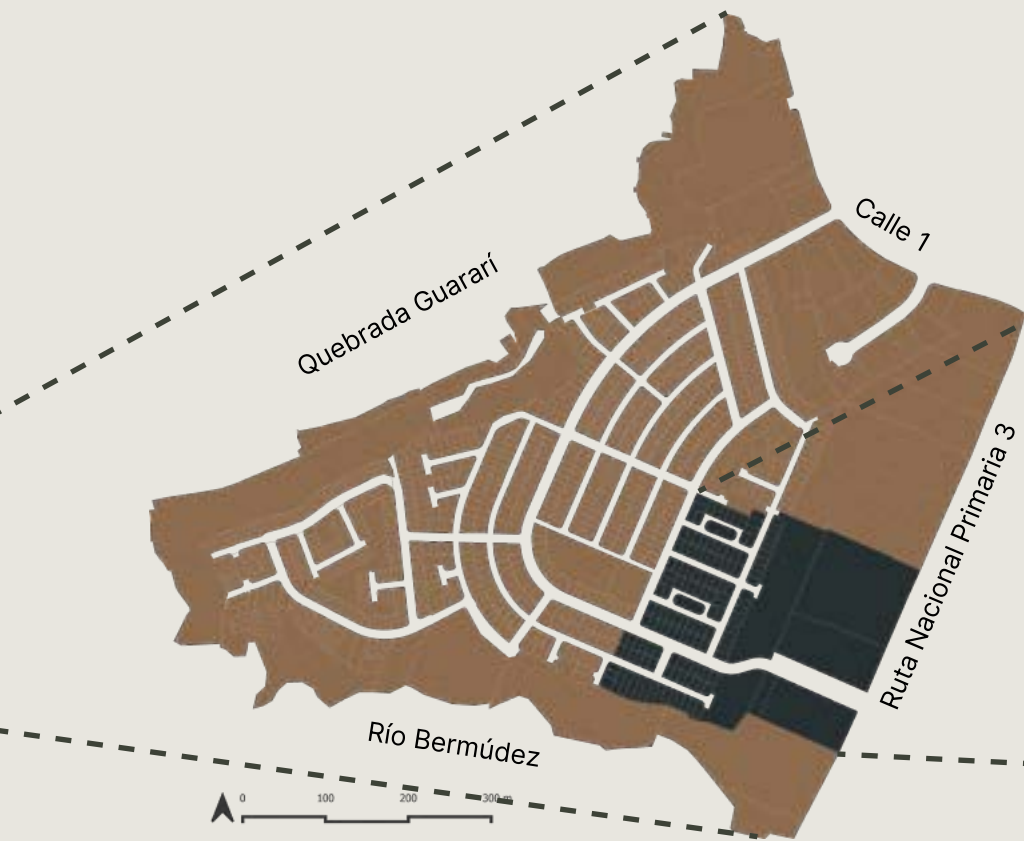 Calle 1
Quebrada Guararí
Ruta Nacional Primaria 3
Río Bermúdez
0 100 200 300 m